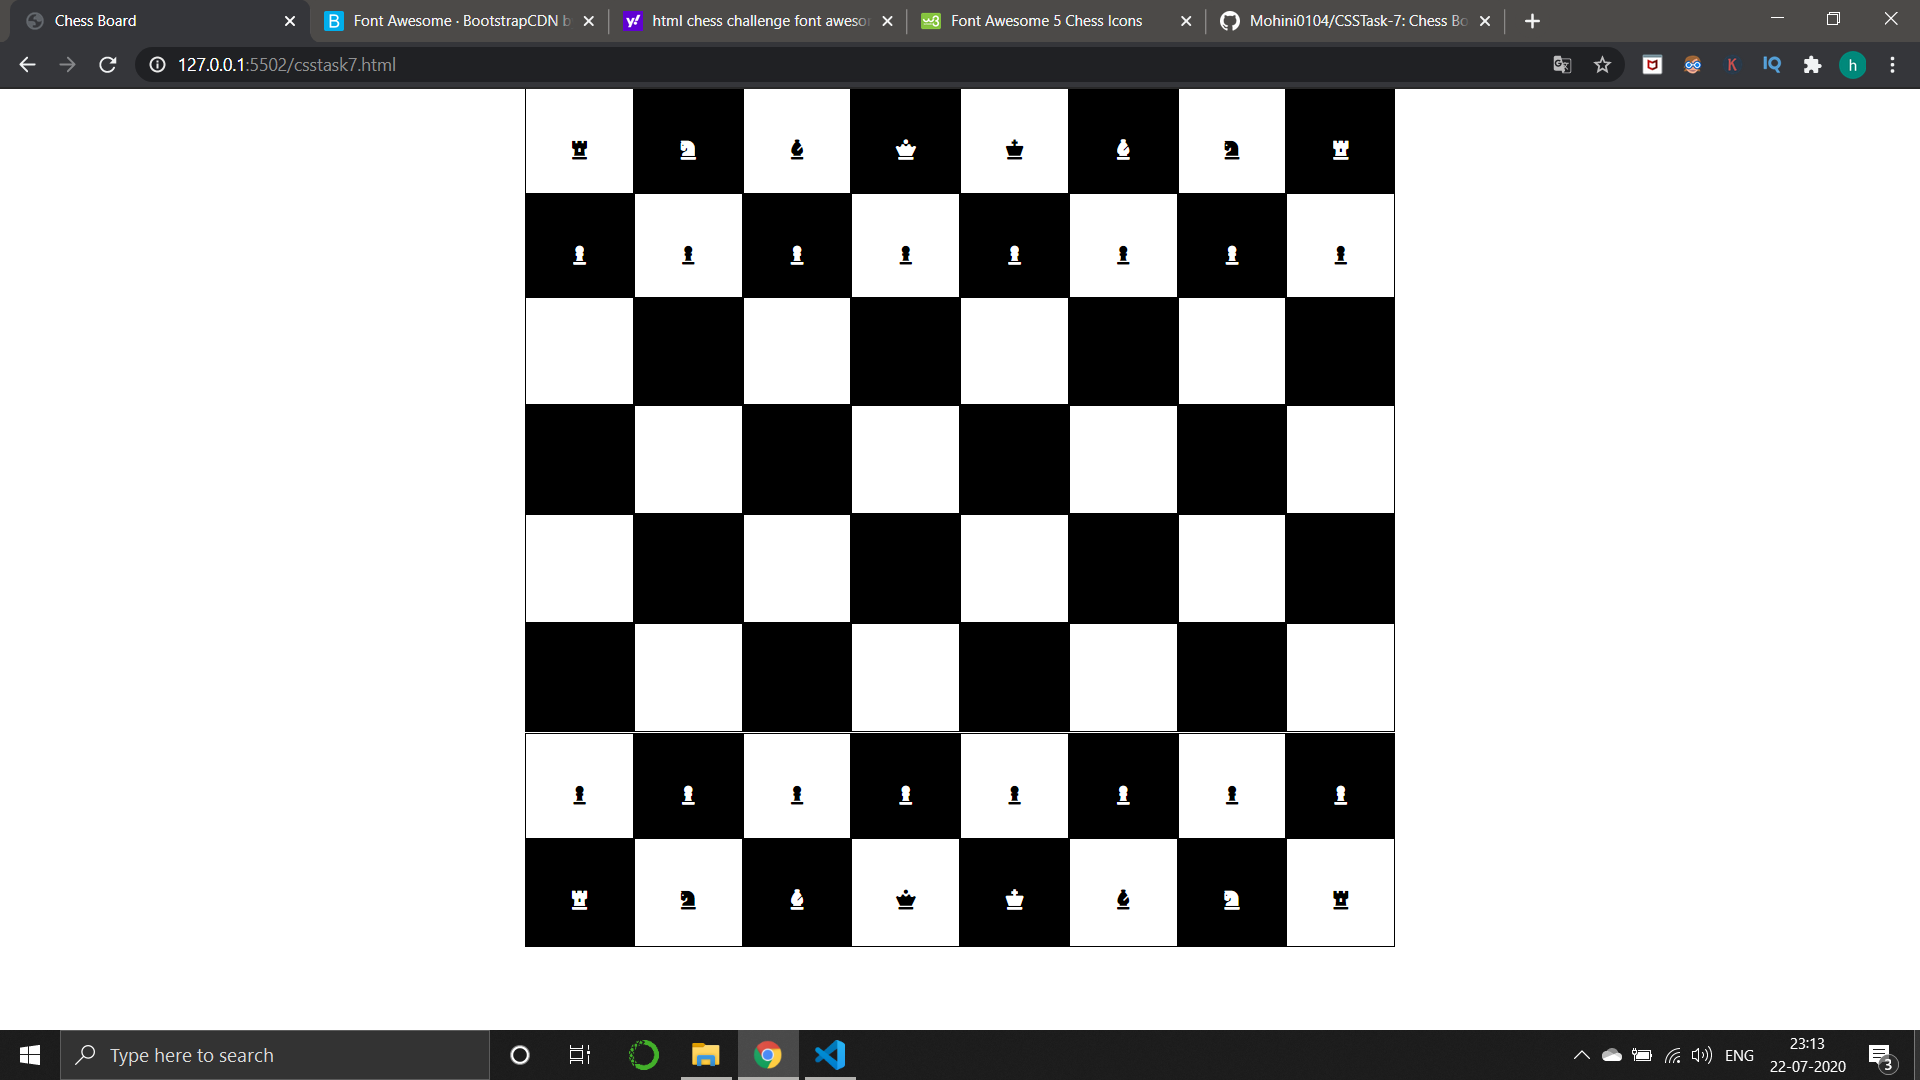 Chess Board
Font Awesome · BootstrapCDN b
html chess challenge font aweso
Font Awesome 5 Chess Icons
Mohini0104/CSSTask-7: Chess Bo
127.0.0.1:5502/csstask7.html
K
IQ
h
Type here to search
ENG
23:13
22-07-2020
3